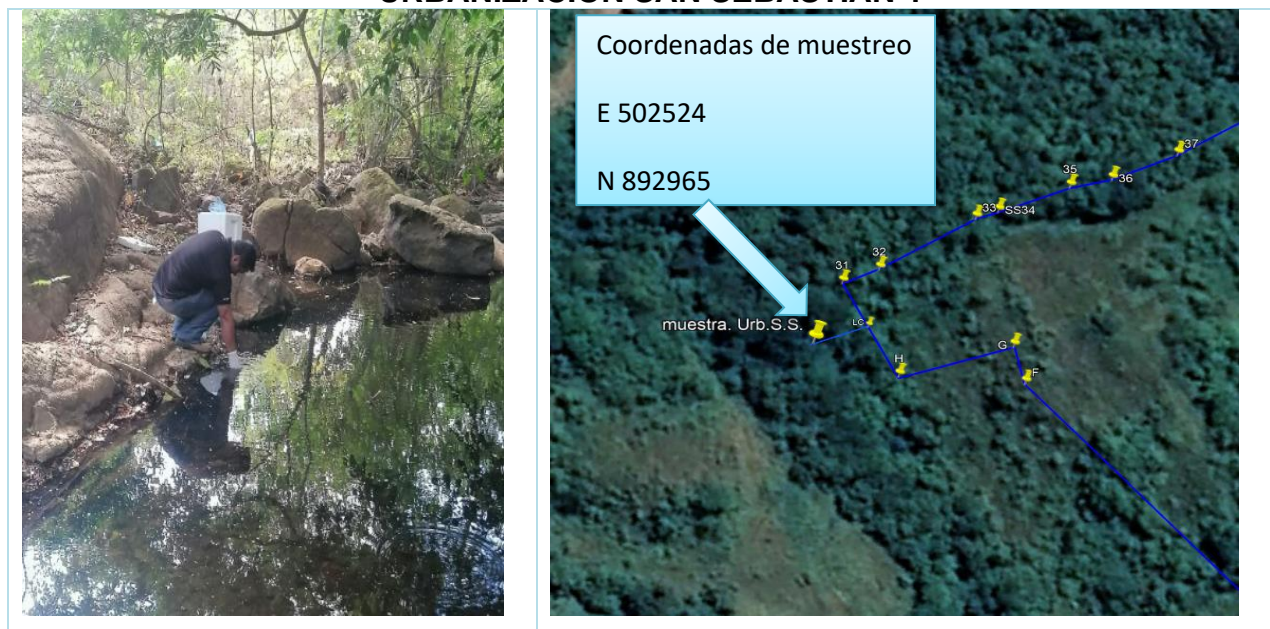 Coordenadas de muestreo
E 502524
N 892965
37
35
36
33
SS34
32
31
muestra. Urb.S.S.
LC
H
G
F